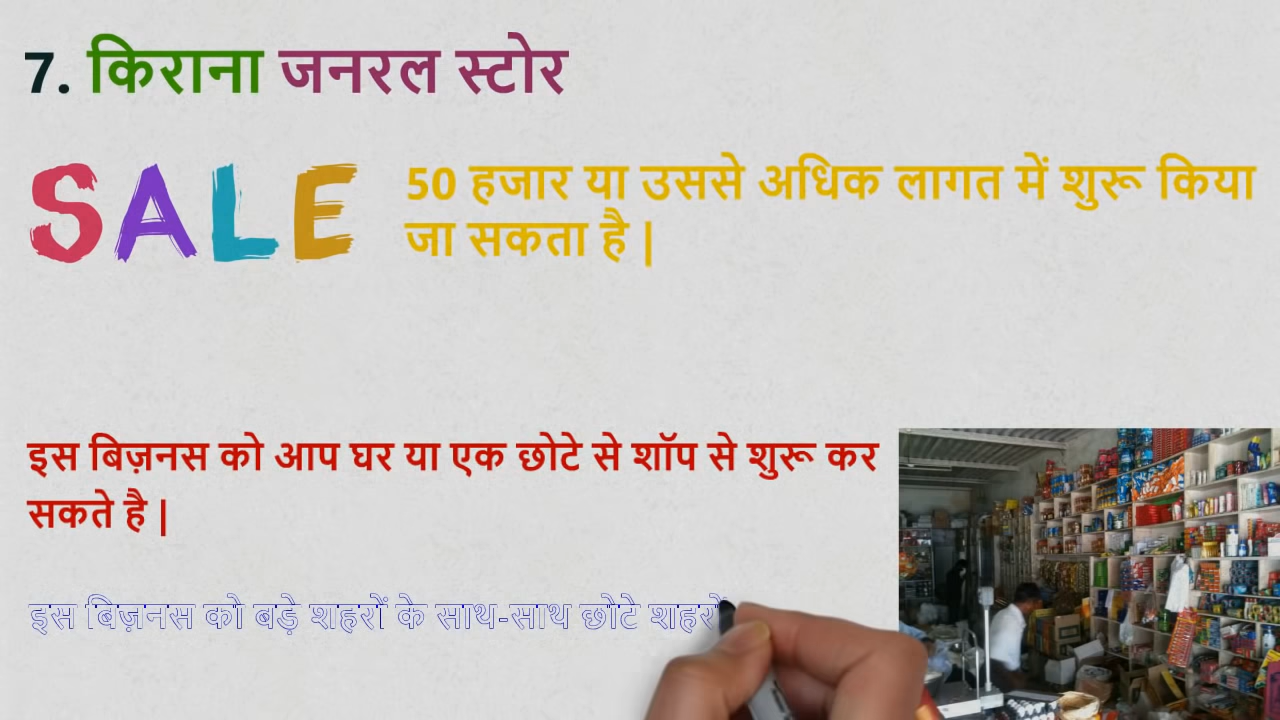 7. किराना जनरल स्टोर
SALE
50 हजार या उससे अधिक लागत में शुरू किया
जा सकता है |
इस बिज़नस को आप घर या एक छोटे से शॉप से शुरू कर
सकते है |
इस बिज़नस को बड़े शहरों के साथ-साथ छोटे शहरों